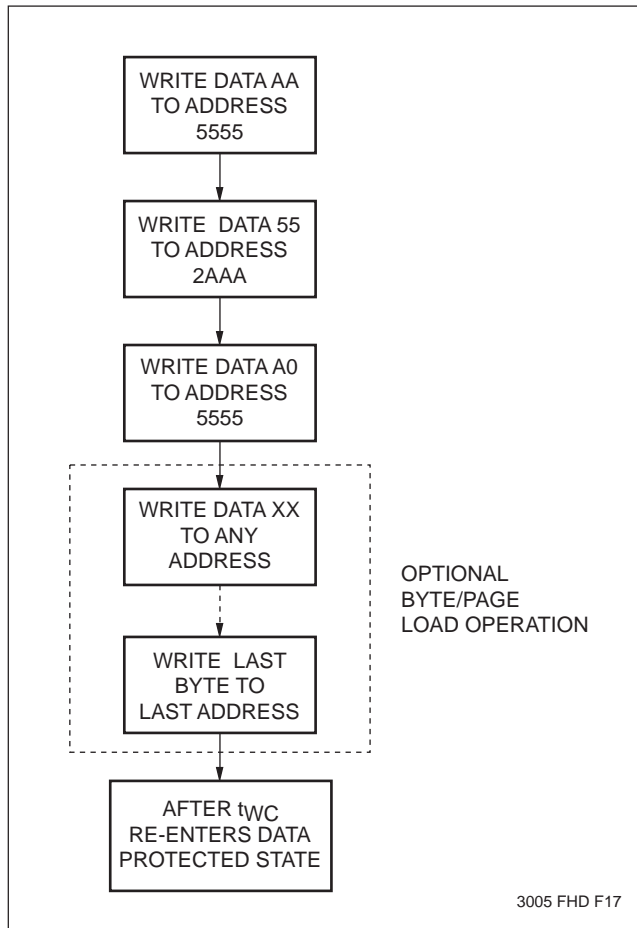 WRITE DATA AA
TO ADDRESS
5555
WRITE DATA 55
TO ADDRESS
2AAA
WRITE DATA A0
TO ADDRESS
5555
WRITE DATA XX
TO ANY
ADDRESS
OPTIONAL
BYTE/PAGE
LOAD OPERATION
WRITE LAST
BYTE TO
LAST ADDRESS
AFTER tWC
RE-ENTERS DATA
PROTECTED STATE
3005 FHD F17